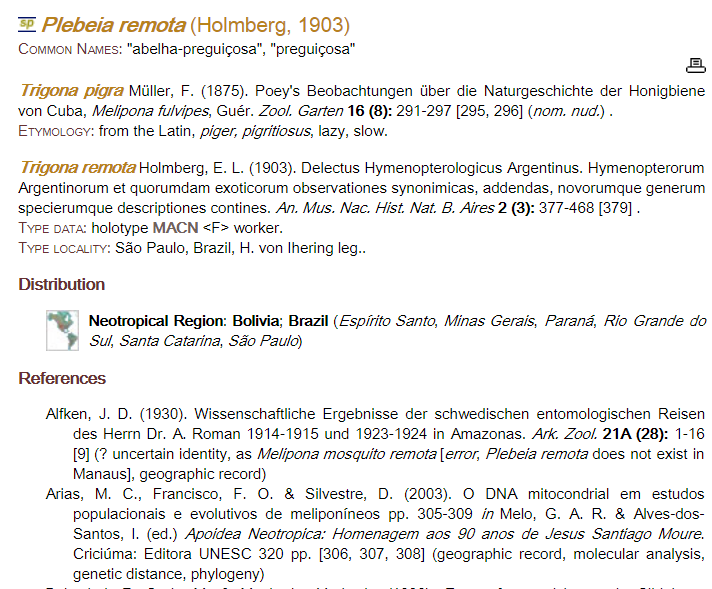 sp Plebeia remota (Holmberg, 1903)
COMMON NAMES: "abelha-preguiçosa", "preguiçosa"
Trigona pigra Müller, F. (1875). Poey's Beobachtungen über die Naturgeschichte der Honigbiene
von Cuba, Melipona fulvipes, Guér. Zool. Garten 16 (8): 291-297 [295, 296] (nom. nud.) .
ETYMOLOGY: from the Latin, piger, pigritiosus, lazy, slow.
Trigona remota Holmberg, E. L. (1903). Delectus Hymenopterologicus Argentinus. Hymenopterorum
Argentinorum et quorumdam exoticorum observationes synonimicas, addendas, novorumque generum
specierumque descriptiones contines. An. Mus. Nac. Hist. Nat. B. Aires 2 (3): 377-468 [379] .
TYPE DATA: holotype MACN <F> worker.
TYPE LOCALITY: São Paulo, Brazil, H. von Ihering leg..
Distribution
Neotropical Region: Bolivia; Brazil (Espírito Santo, Minas Gerais, Paraná, Rio Grande do
Sul, Santa Catarina, São Paulo)
References
Alfken, J. D. (1930). Wissenschaftliche Ergebnisse der schwedischen entomologischen Reisen
des Herrn Dr. A. Roman 1914-1915 und 1923-1924 in Amazonas. Ark. Zool. 21A (28): 1-16
[9] (? uncertain identity, as Melipona mosquito remota [error, Plebeia remota does not exist in
Manaus], geographic record)
Arias, M. C., Francisco, F. O. & Silvestre, D. (2003). O DNA mitocondrial em estudos
populacionais e evolutivos de meliponíneos pp. 305-309 in Melo, G. A. R. & Alves-dos-
Santos, I. (ed.) Apoidea Neotropica: Homenagem aos 90 anos de Jesus Santiago Moure.
Criciúma: Editora UNESC 320 pp. [306, 307, 308] (geographic record, molecular analysis,
genetic distance, phylogeny)